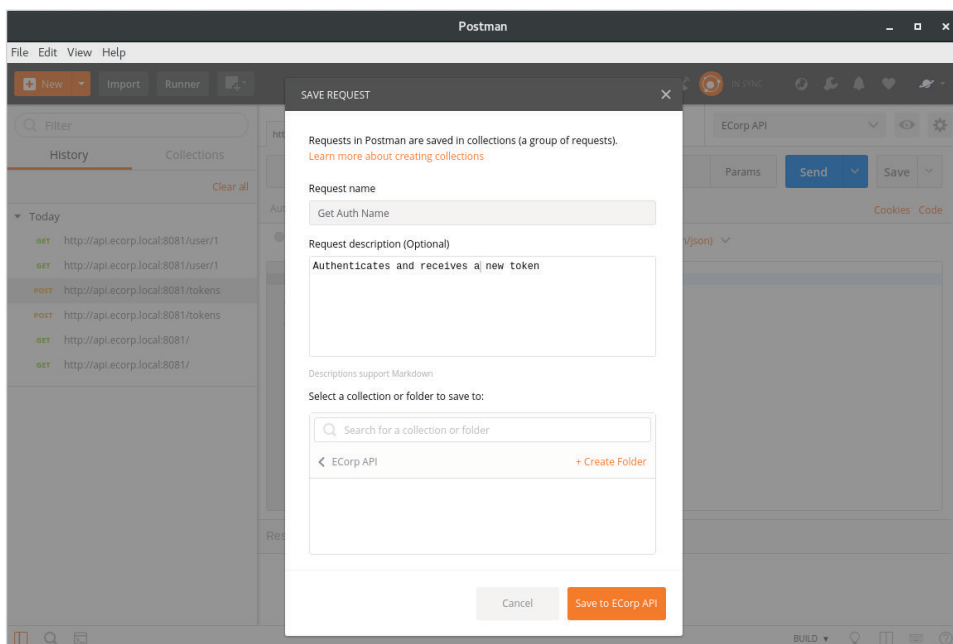 Postman
File Edit View Help
New Import Runner IN SYNC
SAVE REQUEST
Filter
History Collections
Clear all
Today
GET http://api.ecorp.local:8081/user/1
GET http://api.ecorp.local:8081/user/1
POST http://api.ecorp.local:8081/tokens
POST http://api.ecorp.local:8081/tokens
GET http://api.ecorp.local:8081/
GET http://api.ecorp.local:8081/
Requests in Postman are saved in collections (a group of requests).
Learn more about creating collections
Request name
Get Auth Name
Request description (Optional)
Authenticates and receives a new token
Descriptions support Markdown
Select a collection or folder to save to:
Search for a collection or folder
ECorp API + Create Folder
Cancel Save to ECorp API
ECorp API
Params Send Save
Cookies Code
BUILD